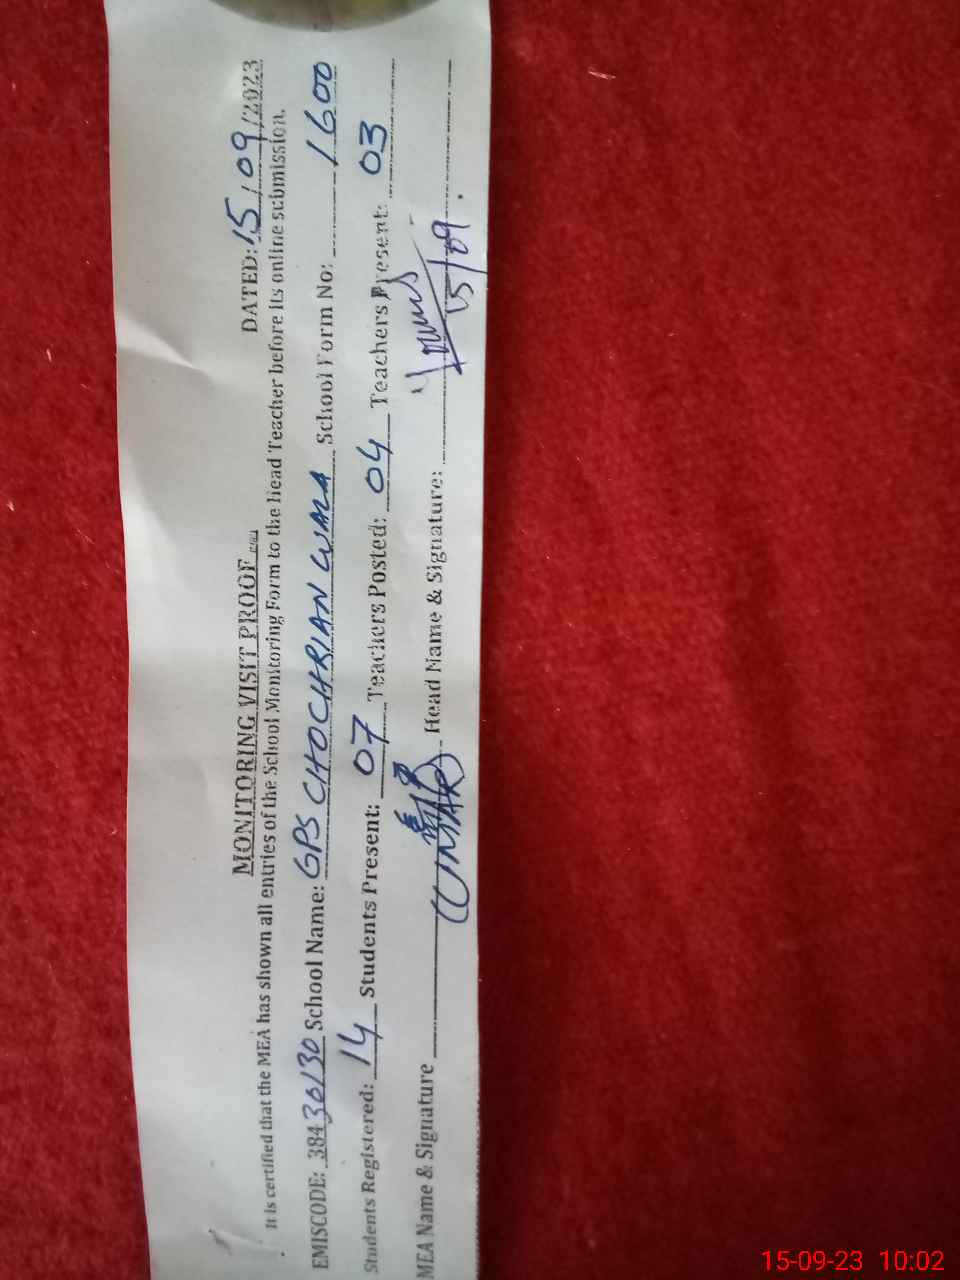 MONITORING VISIT PROOF
DATED: 15/09/2023
It is certified that the MEA has shown all entries of the School Monitoring Form to the Head Teacher before its online submission.
EMISCODE: 38430130 School Name: GPS CHOCHRIAN WALA School Form No: 1600
Students Registered: 14 Students Present: 07 Teachers Posted: 04 Teachers Present: 03
MEA Name & Signature Head Name & Signature: 15/09.
15-09-23 10:02